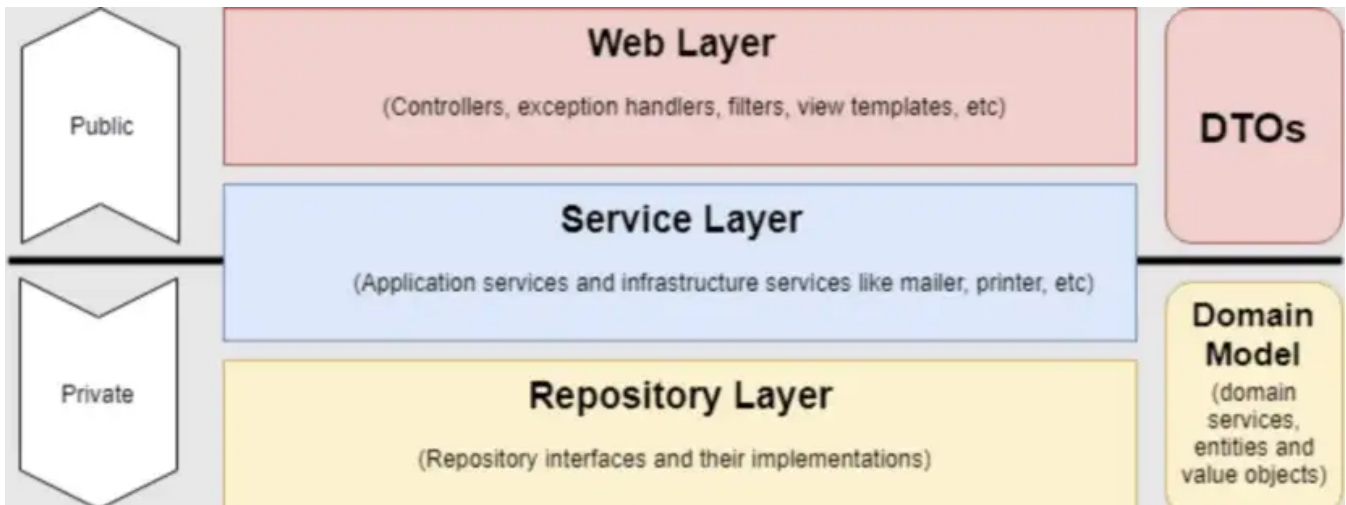 Public
Web Layer
(Controllers, exception handlers, filters, view templates, etc)
DTOs
Service Layer
(Application services and infrastructure services like mailer, printer, etc)
Private
Repository Layer
(Repository interfaces and their implementations)
Domain
Model
(domain
services,
entities and
value objects)